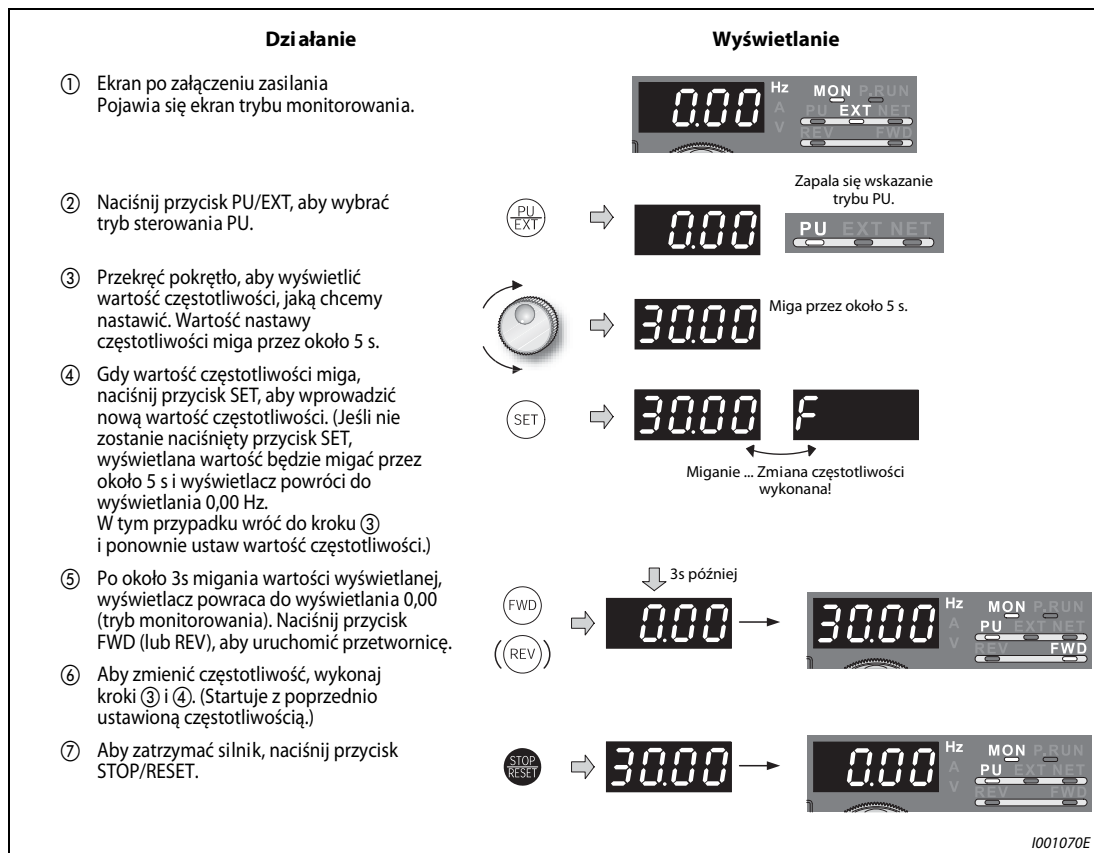 Działanie
Wyświetlanie
① Ekran po załączeniu zasilania
Pojawia się ekran trybu monitorowania.
0.00
Hz
A
V
MON P.RUN
PU EXT NET
REV FWD
② Naciśnij przycisk PU/EXT, aby wybrać
tryb sterowania PU.
PU
EXT
0.00
Zapala się wskazanie
trybu PU.
PU EXT NET
③ Przekręć pokrętło, aby wyświetlić
wartość częstotliwości, jaką chcemy
nastawić. Wartość nastawy
częstotliwości miga przez około 5 s.
30.00
Miga przez około 5 s.
④ Gdy wartość częstotliwości miga,
naciśnij przycisk SET, aby wprowadzić
nową wartość częstotliwości. (Jeśli nie
zostanie naciśnięty przycisk SET,
wyświetlana wartość będzie migać przez
około 5 s i wyświetlacz powróci do
wyświetlania 0,00 Hz.
W tym przypadku wróć do kroku ③
i ponownie ustaw wartość częstotliwości.)
SET
30.00
F
Miganie ... Zmiana częstotliwości
wykonana!
⑤ Po około 3s migania wartości wyświetlanej,
wyświetlacz powraca do wyświetlania 0,00
(tryb monitorowania). Naciśnij przycisk
FWD (lub REV), aby uruchomić przetwornicę.
FWD
(REV)
3s później
0.00
30.00
Hz
A
V
MON P.RUN
PU EXT NET
REV FWD
⑥ Aby zmienić częstotliwość, wykonaj
kroki ③ i ④. (Startuje z poprzednio
ustawioną częstotliwością.)
⑦ Aby zatrzymać silnik, naciśnij przycisk
STOP/RESET.
STOP
RESET
30.00
0.00
Hz
A
V
MON P.RUN
PU EXT NET
REV FWD
I001070E